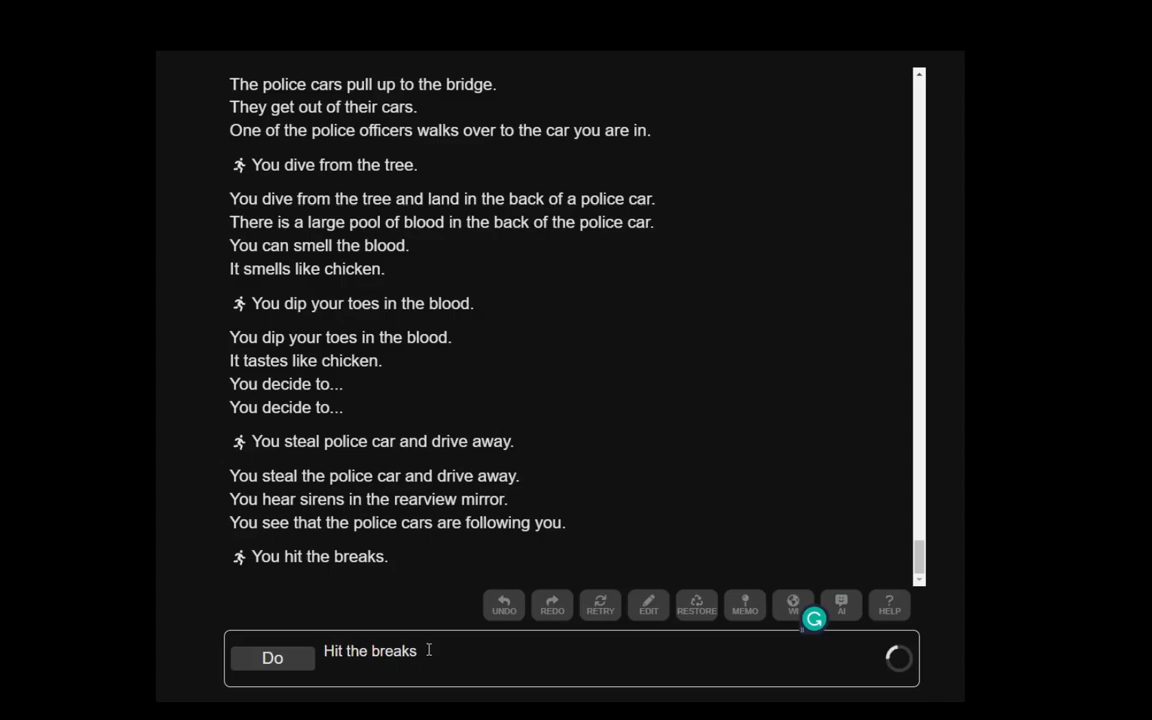 The police cars pull up to the bridge.
They get out of their cars.
One of the police officers walks over to the car you are in.
You dive from the tree.
You dive from the tree and land in the back of a police car.
There is a large pool of blood in the back of the police car.
You can smell the blood.
It smells like chicken.
You dip your toes in the blood.
You dip your toes in the blood.
It tastes like chicken.
You decide to...
You decide to...
You steal police car and drive away.
You steal the police car and drive away.
You hear sirens in the rearview mirror.
You see that the police cars are following you.
You hit the breaks.
UNDO REDO RETRY EDIT RESTORE MEMO AI HELP
Do Hit the breaks